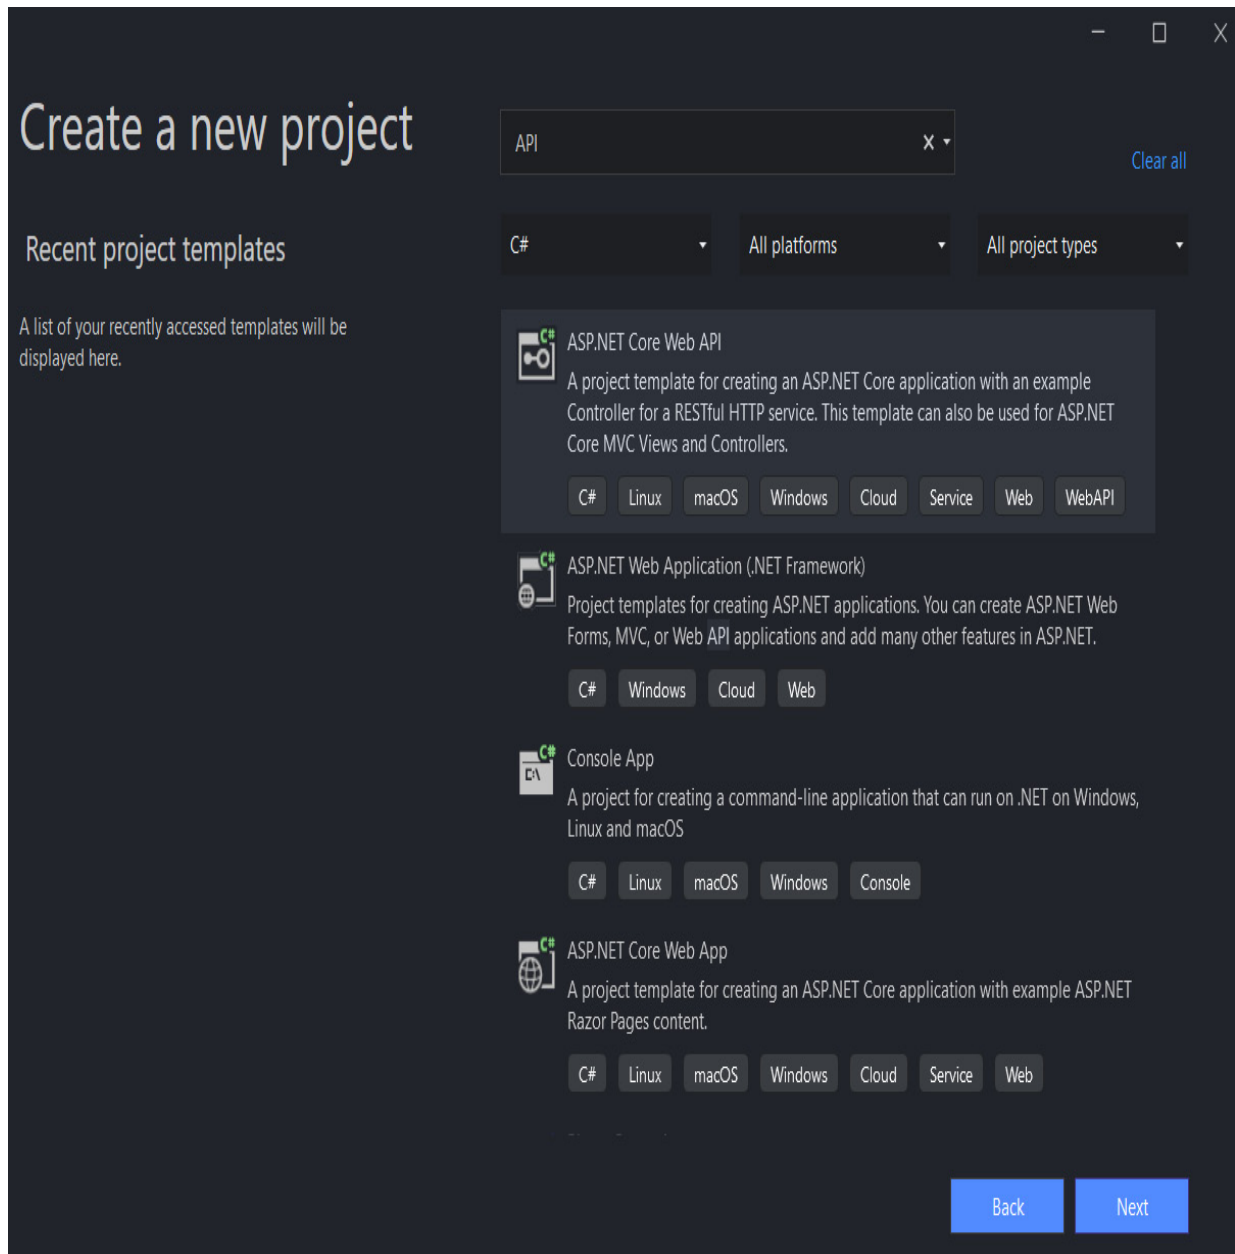 Create a new project
API
Clear all
Recent project templates
C#
All platforms
All project types
A list of your recently accessed templates will be
displayed here.
C#
ASP.NET Core Web API
A project template for creating an ASP.NET Core application with an example
Controller for a RESTful HTTP service. This template can also be used for ASP.NET
Core MVC Views and Controllers.
C# Linux macOS Windows Cloud Service Web WebAPI
C#
ASP.NET Web Application (.NET Framework)
Project templates for creating ASP.NET applications. You can create ASP.NET Web
Forms, MVC, or Web API applications and add many other features in ASP.NET.
C# Windows Cloud Web
C#
C:\
Console App
A project for creating a command-line application that can run on .NET on Windows,
Linux and macOS
C# Linux macOS Windows Console
C#
ASP.NET Core Web App
A project template for creating an ASP.NET Core application with example ASP.NET
Razor Pages content.
C# Linux macOS Windows Cloud Service Web
Back
Next